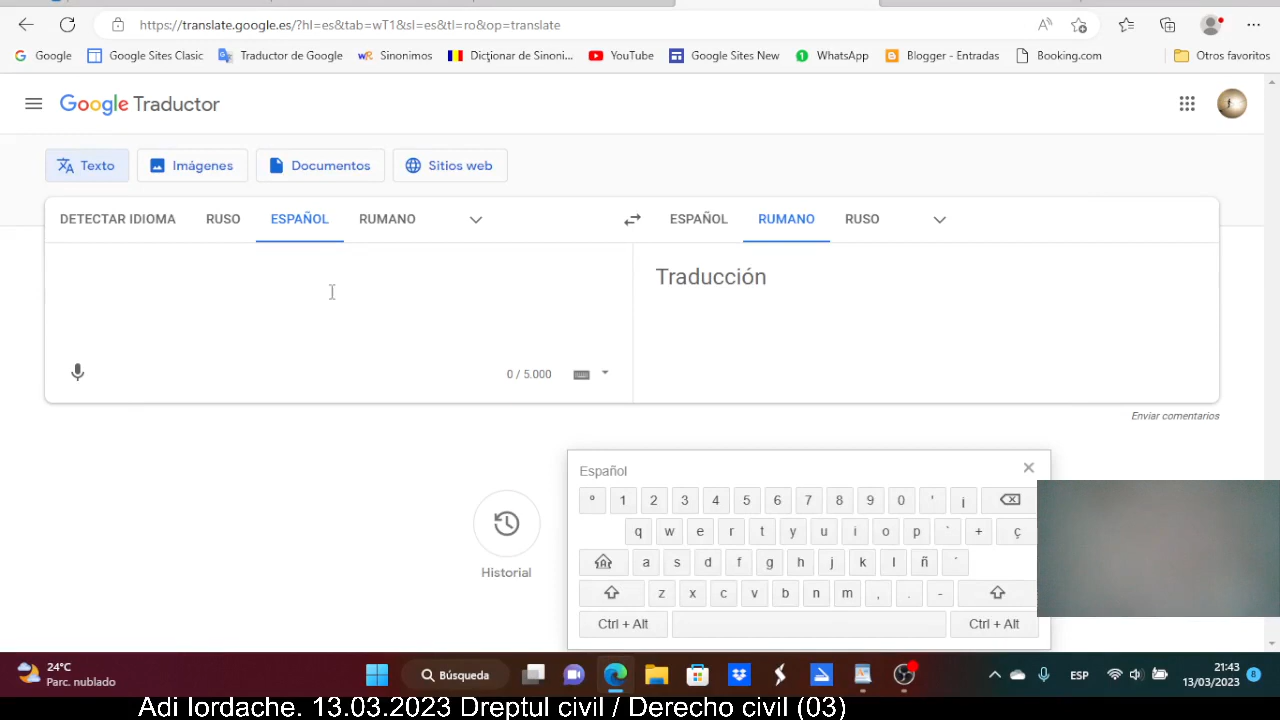 https://translate.google.es/?hl=es&tab=wT1&sl=es&tl=ro&op=translate
Google Google Sites Clasic Traductor de Google Sinonimos Dicționar de Sinoni... YouTube Google Sites New WhatsApp Blogger - Entradas Booking.com Otros favoritos
Google Traductor
Texto Imágenes Documentos Sitios web
DETECTAR IDIOMA RUSO ESPAÑOL RUMANO ESPAÑOL RUMANO RUSO
Traducción
0 / 5.000
Enviar comentarios
Español
º 1 2 3 4 5 6 7 8 9 0 ' ¡
q w e r t y u i o p ` + ç
a s d f g h j k l ñ ´
z x c v b n m , . -
Ctrl + Alt Ctrl + Alt
Historial
24°C
Parc. nublado
Búsqueda
ESP
21:43
13/03/2023
8
Adi Iordache. 13.03.2023 Dreptul civil / Derecho civil (03)